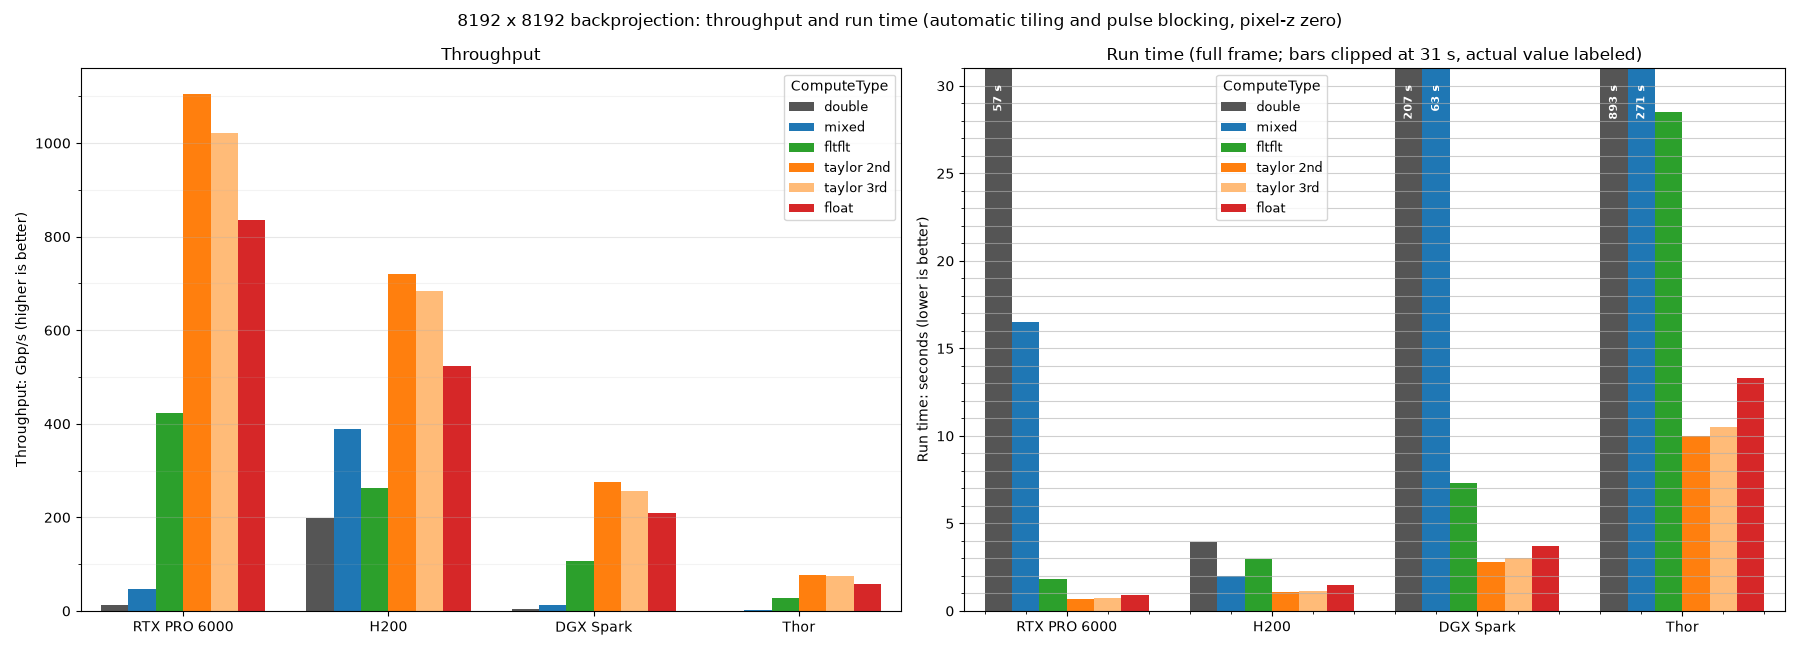 8192 x 8192 backprojection: throughput and run time (automatic tiling and pulse blocking, pixel-z zero)
Throughput
Throughput: Gbp/s (higher is better)
1000
800
600
400
200
0
ComputeType
double
mixed
fltflt
taylor 2nd
taylor 3rd
float
RTX PRO 6000
H200
DGX Spark
Thor
Run time (full frame; bars clipped at 31 s, actual value labeled)
Run time: seconds (lower is better)
30
25
20
15
10
5
0
57 s
ComputeType
double
mixed
fltflt
taylor 2nd
taylor 3rd
float
207 s
63 s
893 s
271 s
RTX PRO 6000
H200
DGX Spark
Thor